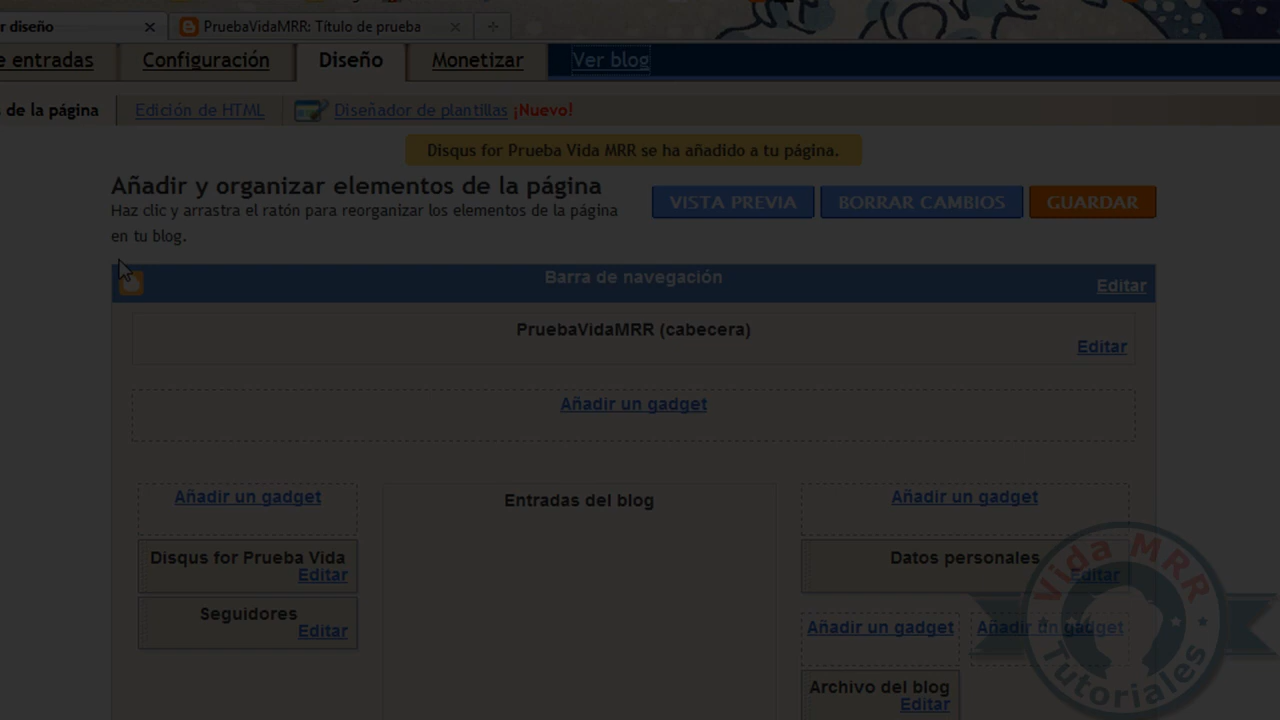 r diseño
PruebaVidaMRR: Título de prueba
e entradas
Configuración
Diseño
Monetizar
Ver blog
de la página
Edición de HTML
Diseñador de plantillas ¡Nuevo!
Disqus for Prueba Vida MRR se ha añadido a tu página.
Añadir y organizar elementos de la página
Haz clic y arrastra el ratón para reorganizar los elementos de la página
en tu blog.
VISTA PREVIA
BORRAR CAMBIOS
GUARDAR
Barra de navegación
Editar
PruebaVidaMRR (cabecera)
Editar
Añadir un gadget
Añadir un gadget
Entradas del blog
Añadir un gadget
Disqus for Prueba Vida
Editar
Datos personales
Editar
Seguidores
Editar
Añadir un gadget
Añadir un gadget
Archivo del blog
Editar
Vida MRR
Tutoriales